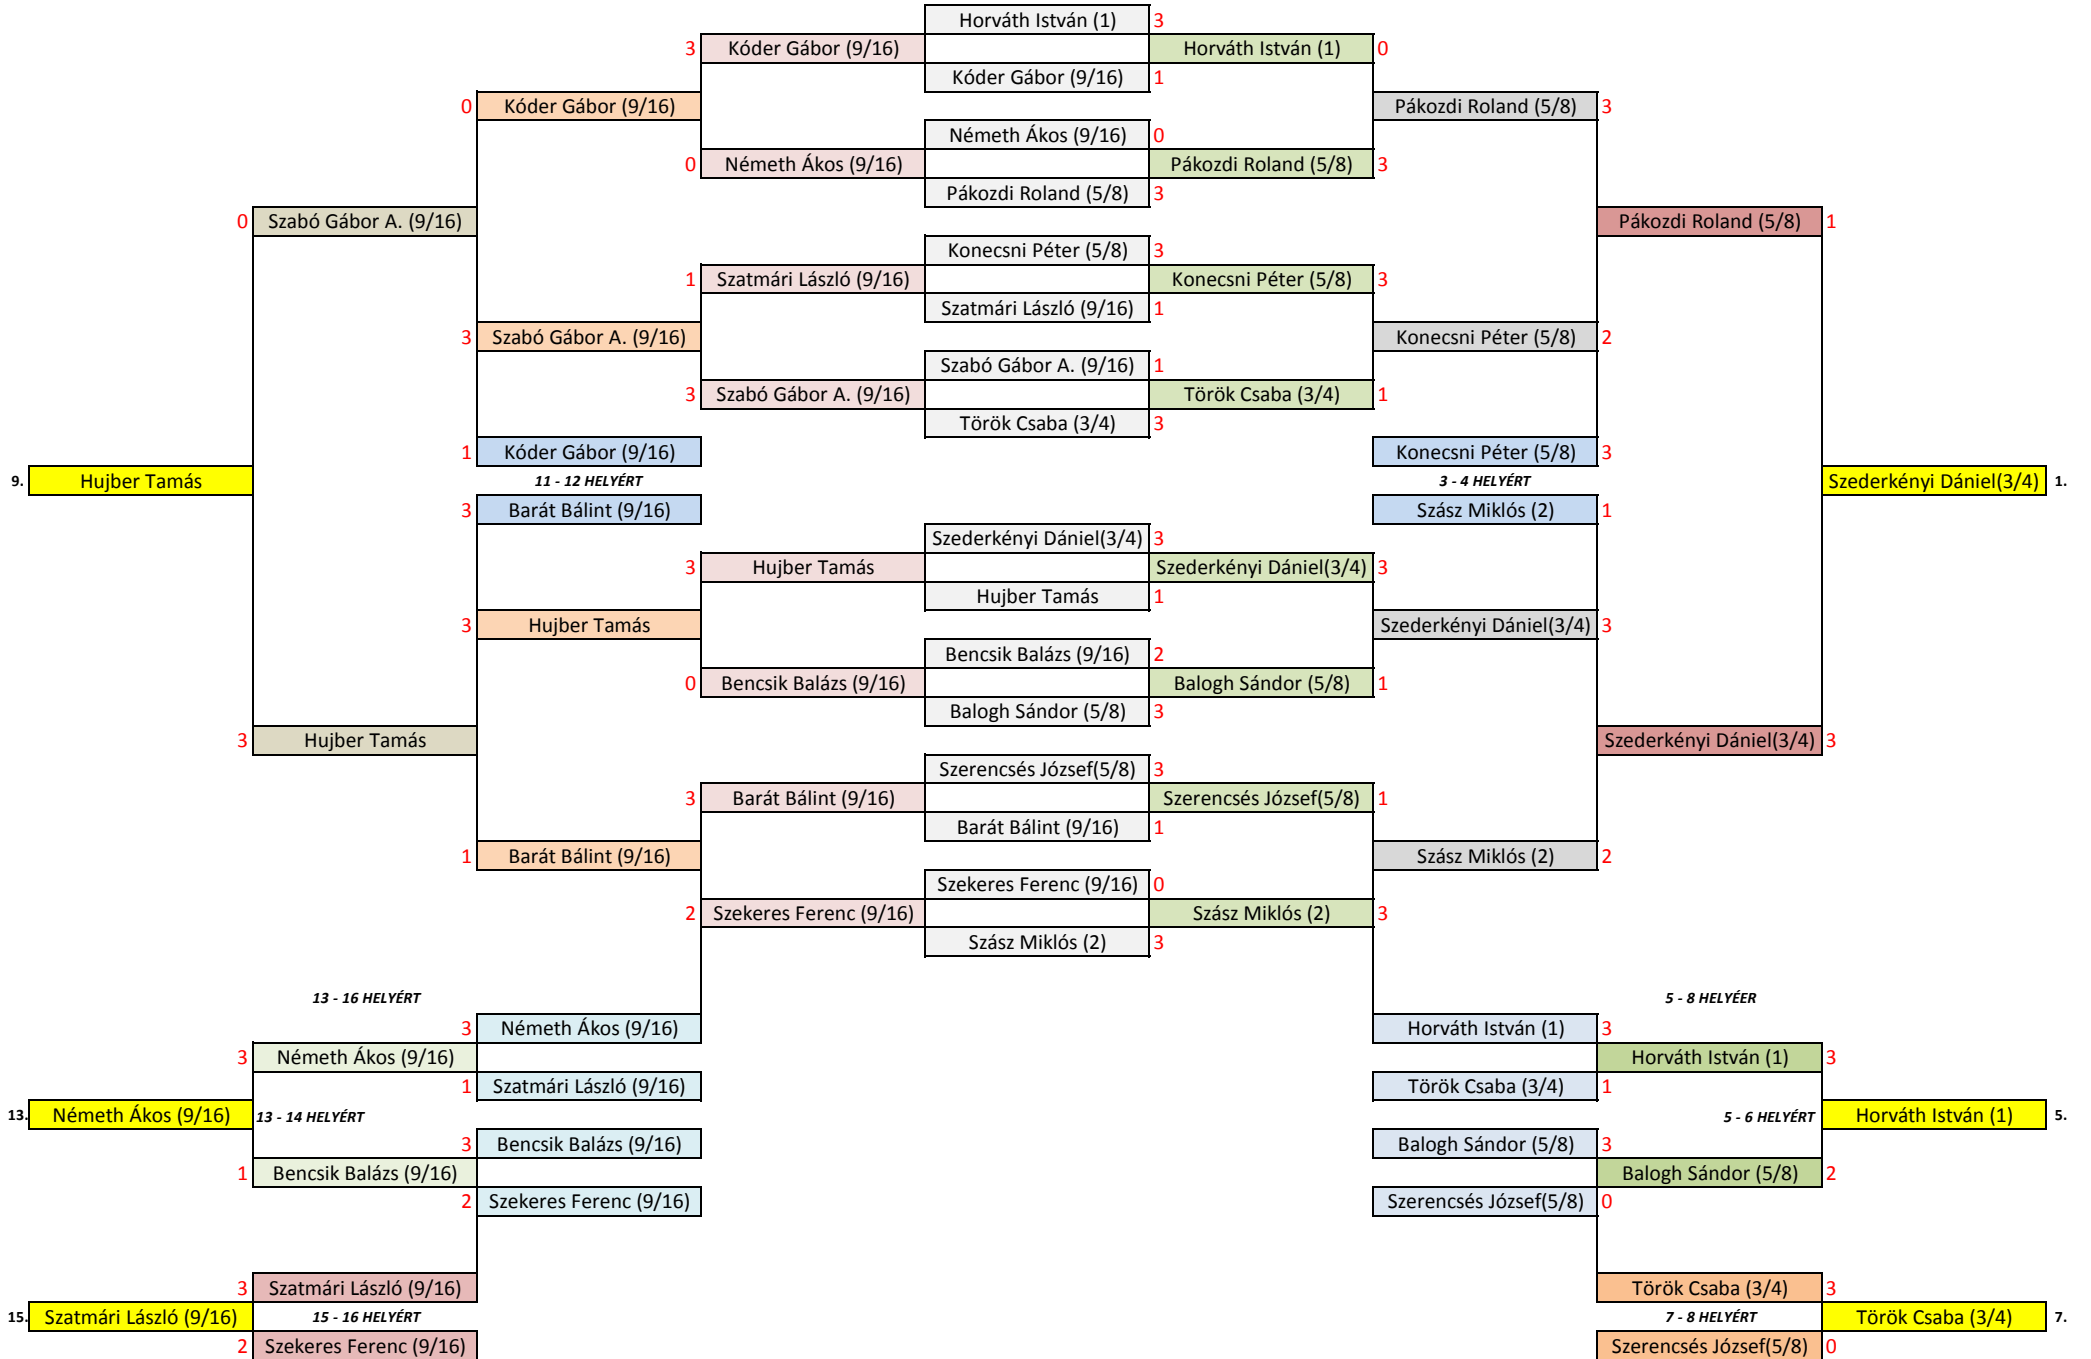 Horváth István (1) 3
3 Kóder Gábor (9/16) Horváth István (1) 0
Kóder Gábor (9/16) 1
0 Kóder Gábor (9/16) Pákozdi Roland (5/8) 3
Németh Ákos (9/16) 0
0 Németh Ákos (9/16) Pákozdi Roland (5/8) 3
Pákozdi Roland (5/8) 3
0 Szabó Gábor A. (9/16) Pákozdi Roland (5/8) 1
Konecsni Péter (5/8) 3
1 Szatmári László (9/16) Konecsni Péter (5/8) 3
Szatmári László (9/16) 1
3 Szabó Gábor A. (9/16) Konecsni Péter (5/8) 2
Szabó Gábor A. (9/16) 1
3 Szabó Gábor A. (9/16) Török Csaba (3/4) 1
Török Csaba (3/4) 3
1 Kóder Gábor (9/16) Konecsni Péter (5/8) 3
9. Hujber Tamás 11 - 12 HELYÉRT 3 - 4 HELYÉRT Szederkényi Dániel(3/4) 1.
3 Barát Bálint (9/16) Szász Miklós (2) 1
Szederkényi Dániel(3/4) 3
3 Hujber Tamás Szederkényi Dániel(3/4) 3
Hujber Tamás 1
3 Hujber Tamás Szederkényi Dániel(3/4) 3
Bencsik Balázs (9/16) 2
0 Bencsik Balázs (9/16) Balogh Sándor (5/8) 1
Balogh Sándor (5/8) 3
3 Hujber Tamás Szederkényi Dániel(3/4) 3
Szerencsés József(5/8) 3
3 Barát Bálint (9/16) Szerencsés József(5/8) 1
Barát Bálint (9/16) 1
1 Barát Bálint (9/16) Szász Miklós (2) 2
Szekeres Ferenc (9/16) 0
2 Szekeres Ferenc (9/16) Szász Miklós (2) 3
Szász Miklós (2) 3
13 - 16 HELYÉRT 5 - 8 HELYÉER
3 Németh Ákos (9/16) Horváth István (1) 3
3 Németh Ákos (9/16) Horváth István (1) 3
1 Szatmári László (9/16) Török Csaba (3/4) 1
13. Németh Ákos (9/16) 13 - 14 HELYÉRT 5 - 6 HELYÉRT Horváth István (1) 5.
3 Bencsik Balázs (9/16) Balogh Sándor (5/8) 3
1 Bencsik Balázs (9/16) Balogh Sándor (5/8) 2
2 Szekeres Ferenc (9/16) Szerencsés József(5/8) 0
3 Szatmári László (9/16) Török Csaba (3/4) 3
15. Szatmári László (9/16) 15 - 16 HELYÉRT 7 - 8 HELYÉRT Török Csaba (3/4) 7.
2 Szekeres Ferenc (9/16) Szerencsés József(5/8) 0